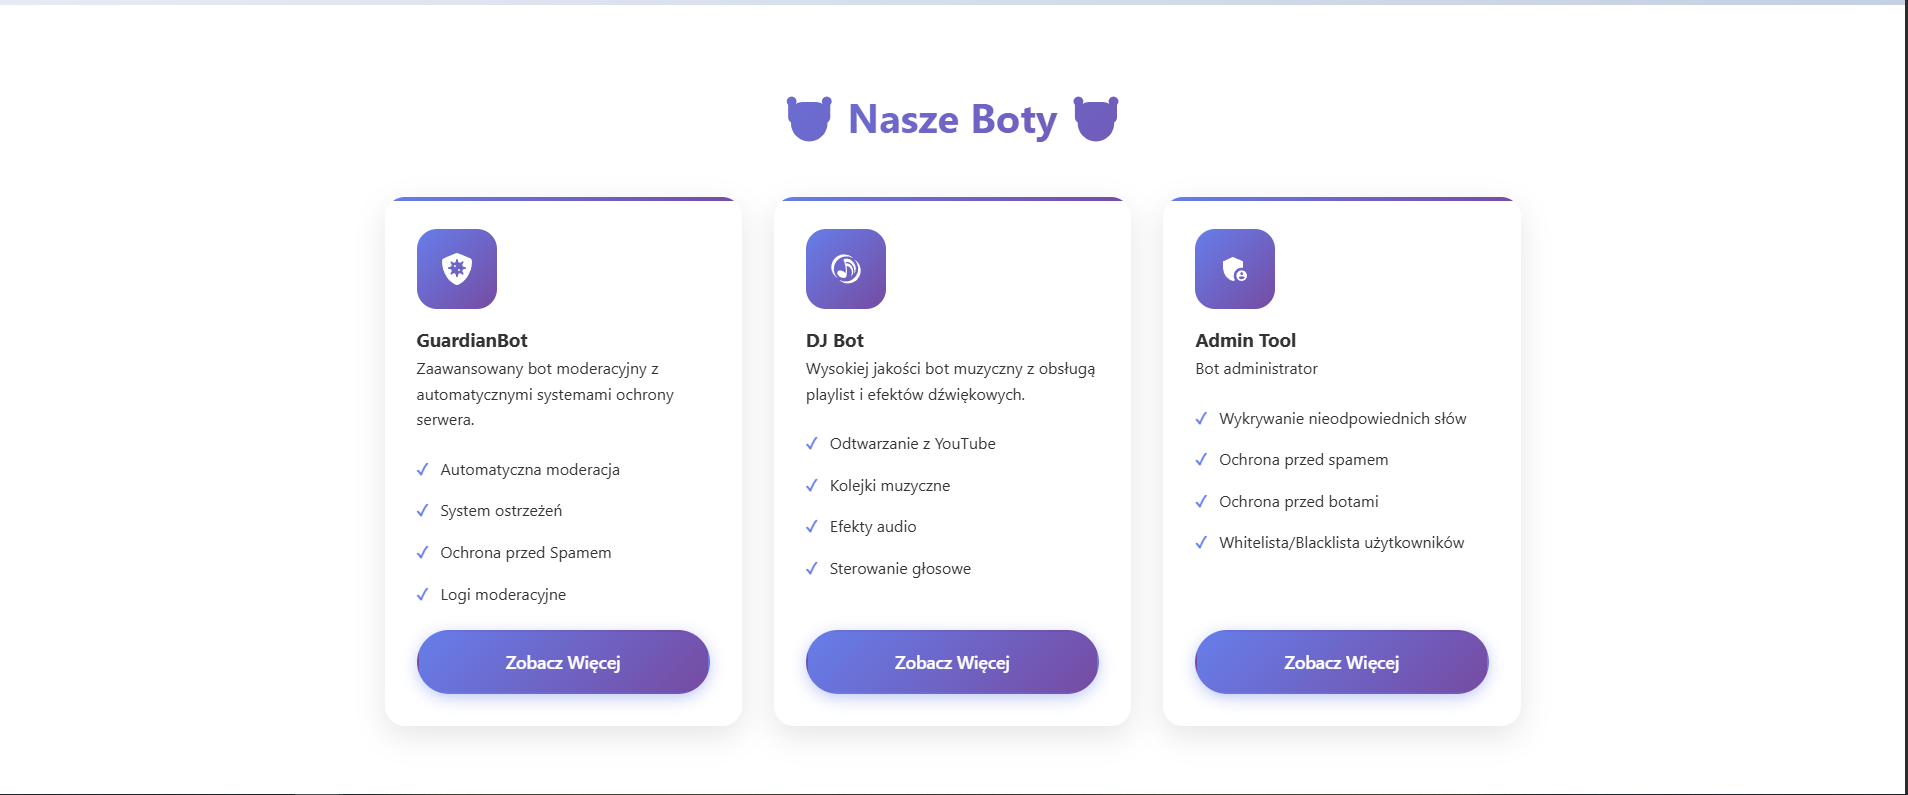 Nasze Boty
GuardianBot
Zaawansowany bot moderacyjny z
automatycznymi systemami ochrony
serwera.
✓ Automatyczna moderacja
✓ System ostrzeżeń
✓ Ochrona przed Spamem
✓ Logi moderacyjne
Zobacz Więcej
DJ Bot
Wysokiej jakości bot muzyczny z obsługą
playlist i efektów dźwiękowych.
✓ Odtwarzanie z YouTube
✓ Kolejki muzyczne
✓ Efekty audio
✓ Sterowanie głosowe
Zobacz Więcej
Admin Tool
Bot administrator
✓ Wykrywanie nieodpowiednich słów
✓ Ochrona przed spamem
✓ Ochrona przed botami
✓ Whitelista/Blacklista użytkowników
Zobacz Więcej